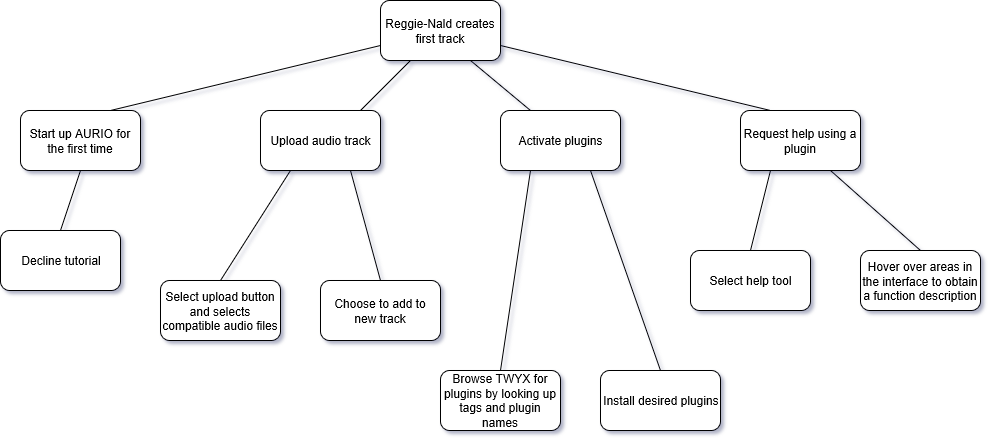 Reggie-Nald creates
first track
Start up AURIO for
the first time
Upload audio track
Activate plugins
Request help using a
plugin
Decline tutorial
Select upload button
and selects
compatible audio files
Choose to add to
new track
Select help tool
Hover over areas in
the interface to obtain
a function description
Browse TWYX for
plugins by looking up
tags and plugin
names
Install desired plugins